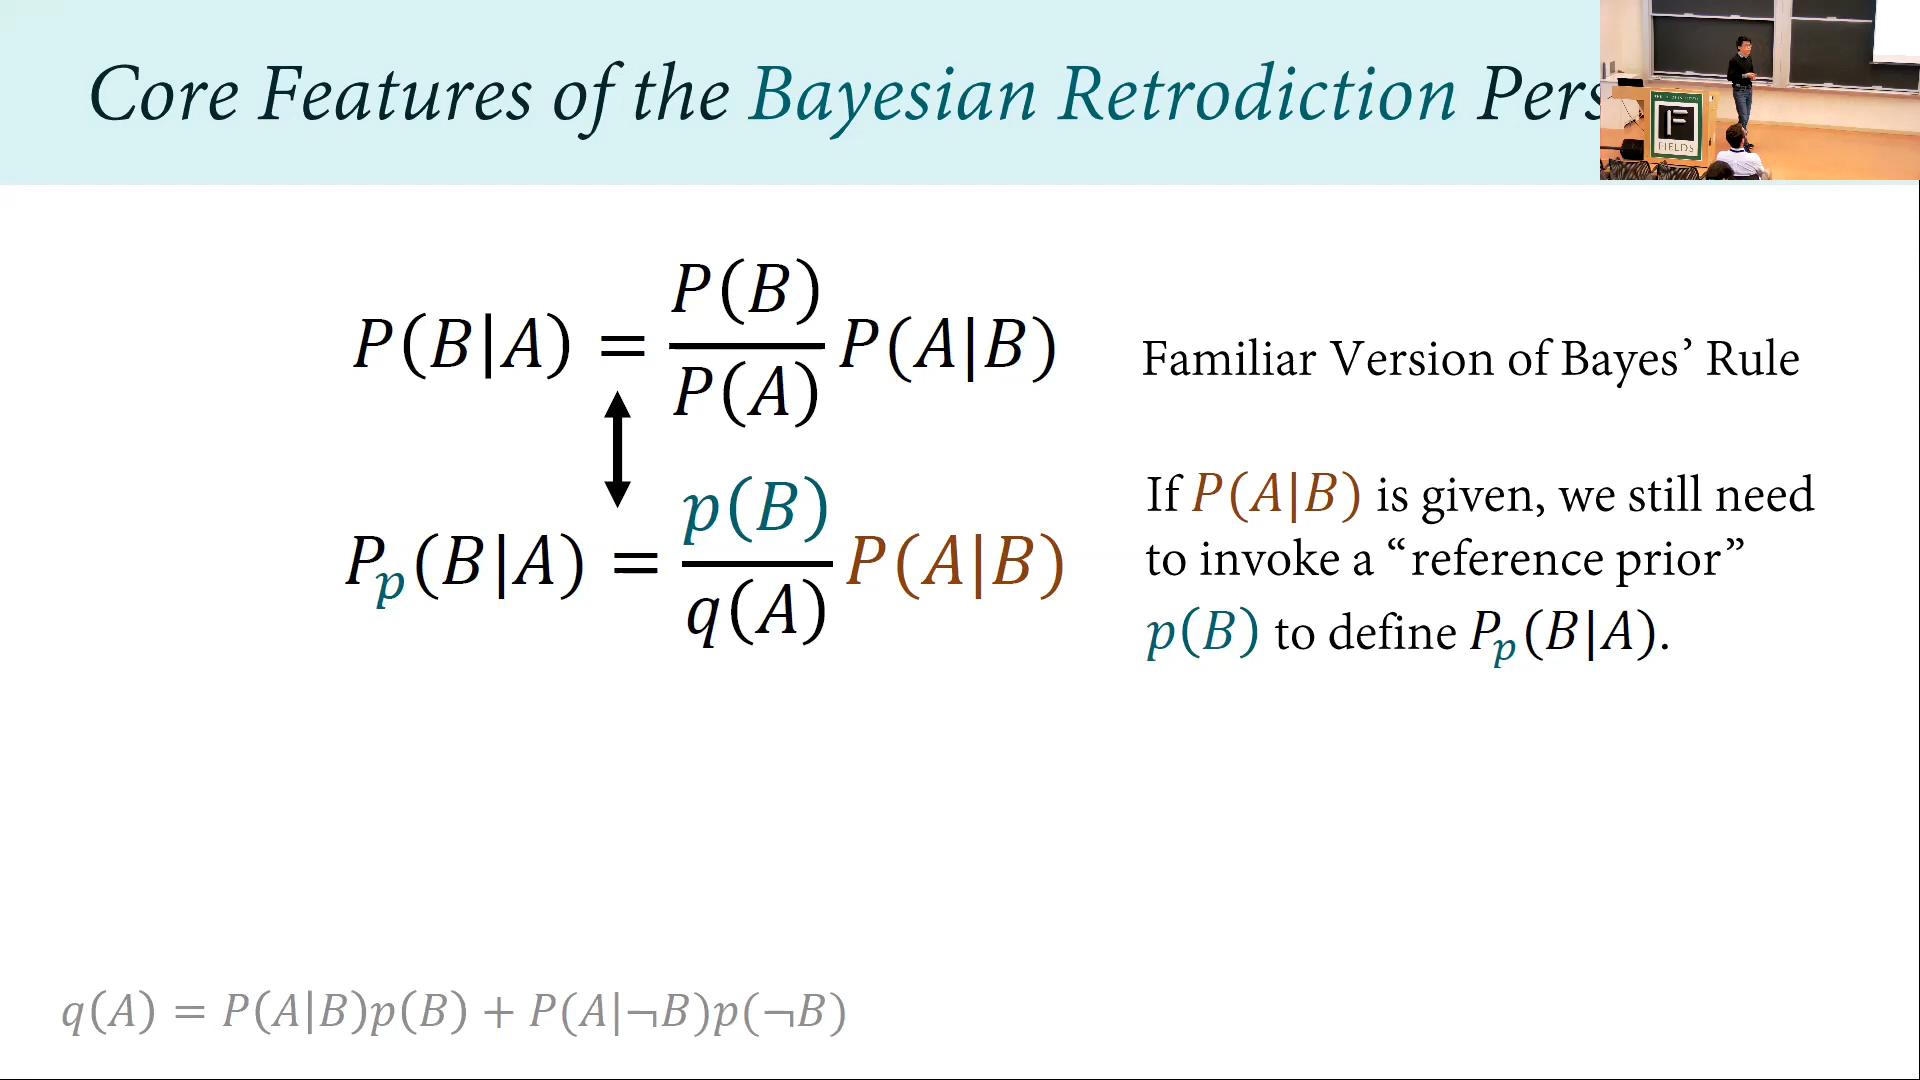 Core Features of the Bayesian Retrodiction Pers
P(B|A) = P(B)/P(A) P(A|B)
Familiar Version of Bayes’ Rule
P_p(B|A) = p(B)/q(A) P(A|B)
If P(A|B) is given, we still need
to invoke a “reference prior”
p(B) to define P_p(B|A).
q(A) = P(A|B)p(B) + P(A|¬B)p(¬B)
F
FIELDS